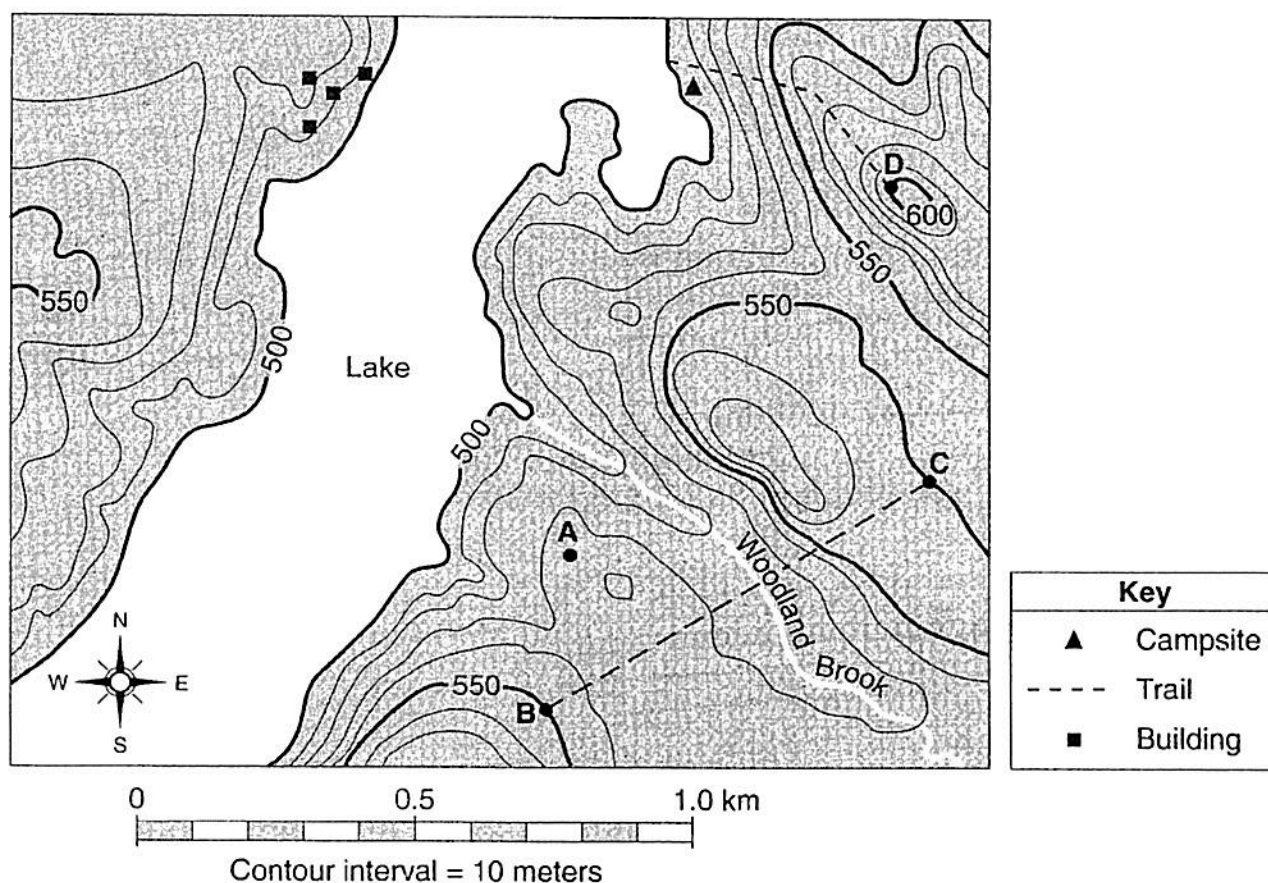 D
600
550
550
550
500
Lake
500
C
A
Woodland
Brook
550
B
N
W E
S
Key
Campsite
Trail
Building
0 0.5 1.0 km
Contour interval = 10 meters